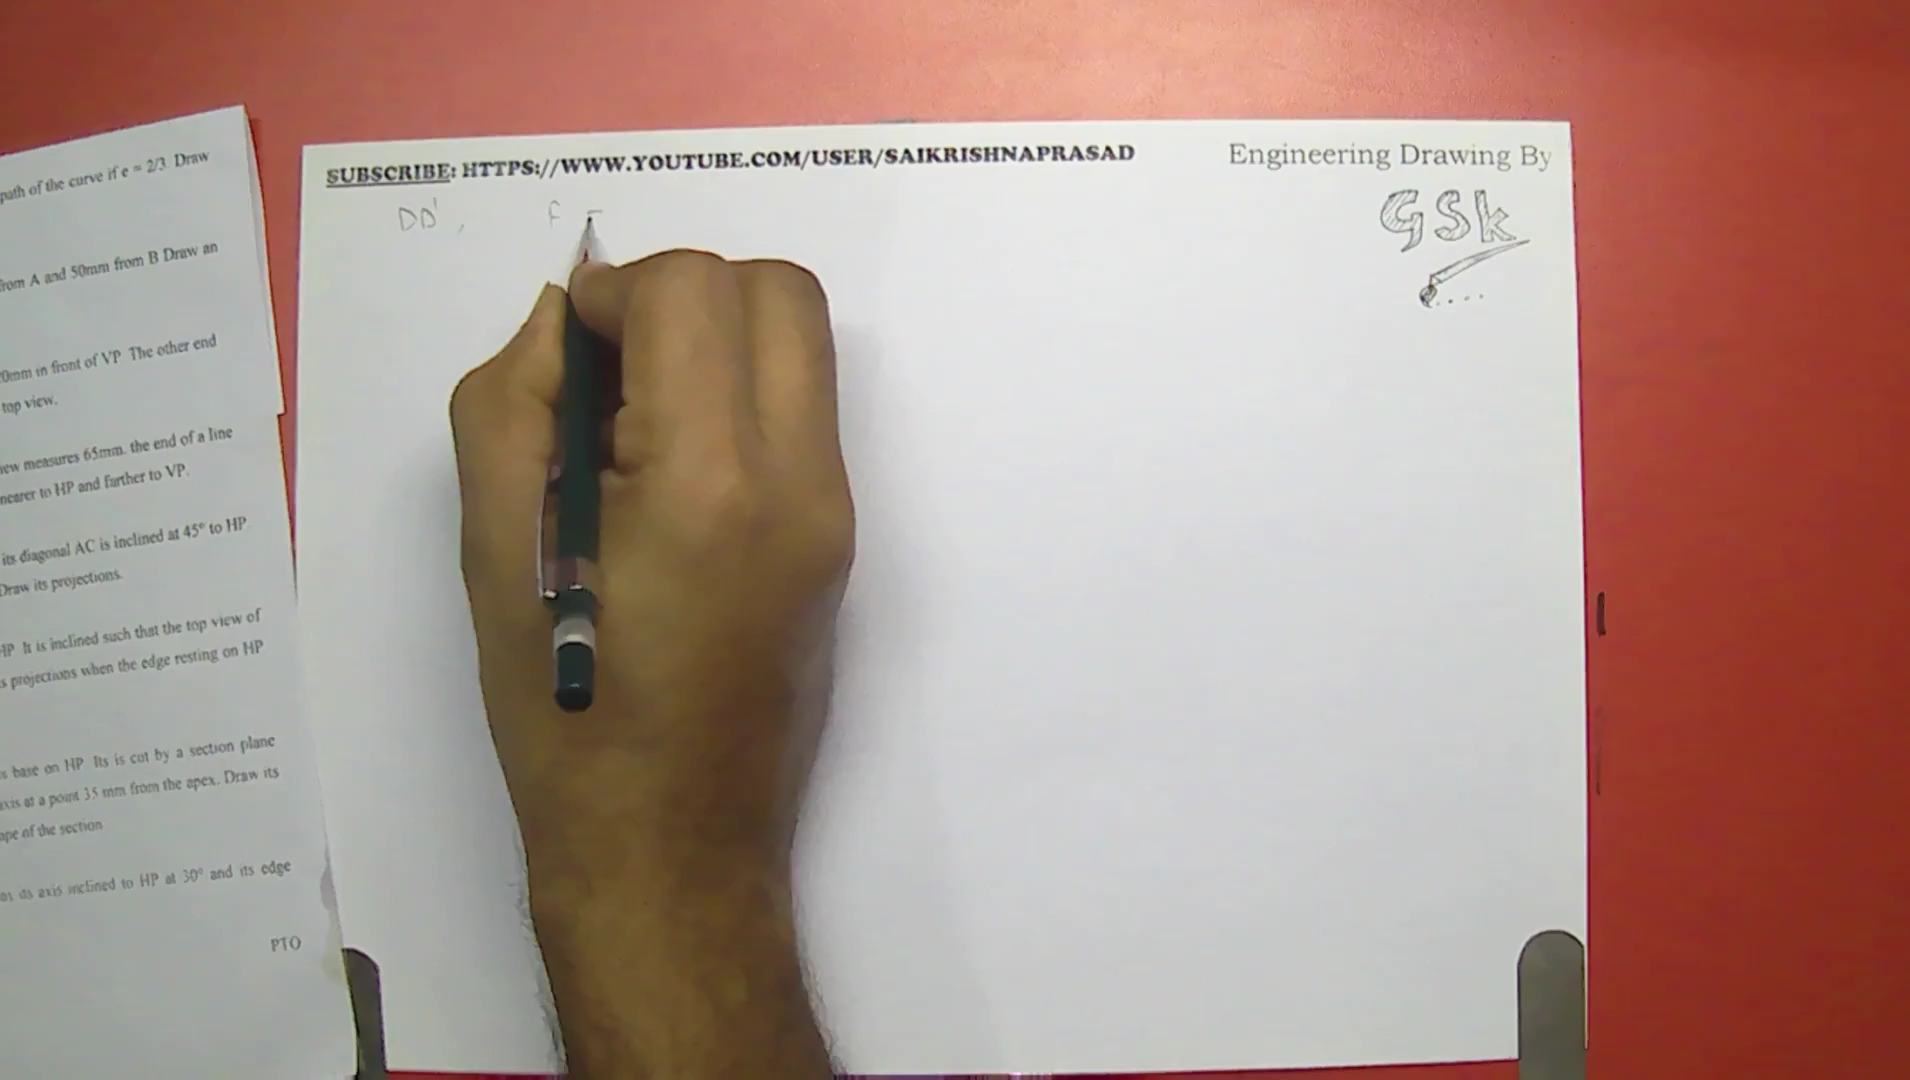 path of the curve if e = 2/3 Draw
from A and 50mm from B Draw an
0mm in front of VP The other end
top view.
view measures 65mm. the end of a line
nearer to HP and farther to VP.
its diagonal AC is inclined at 45° to HP
Draw its projections.
HP It is inclined such that the top view of
s projections when the edge resting on HP
s base on HP Its is cut by a section plane
axis at a point 35 mm from the apex. Draw its
ape of the section
as its axis inclined to HP at 30° and its edge
PTO
SUBSCRIBE: HTTPS://WWW.YOUTUBE.COM/USER/SAIKRISHNAPRASAD
Engineering Drawing By
GSk
DD', F